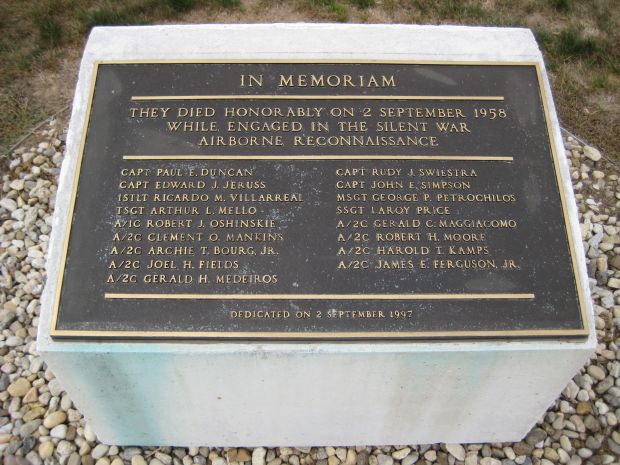 IN MEMORIAM
THEY DIED HONORABLY ON 2 SEPTEMBER 1958
WHILE ENGAGED IN THE SILENT WAR
AIRBORNE RECONNAISSANCE
CAPT PAUL E. DUNCAN
CAPT EDWARD J. JERUSS
1STLT RICARDO M. VILLARREAL
TSGT ARTHUR L. MELLO
A/1C ROBERT J. OSHINSKIE
A/2C CLEMENT O. MANKINS
A/2C ARCHIE T. BOURG, JR.
A/2C JOEL H. FIELDS
A/2C GERALD H. MEDEIROS
CAPT RUDY J. SWIESTRA
CAPT JOHN E. SIMPSON
MSGT GEORGE P. PETROCHILOS
SSGT LAROY PRICE
A/2C GERALD C. MAGGIACOMO
A/2C ROBERT H. MOORE
A/2C HAROLD T. KAMPS
A/2C JAMES E. FERGUSON, JR.
DEDICATED ON 2 SEPTEMBER 1997